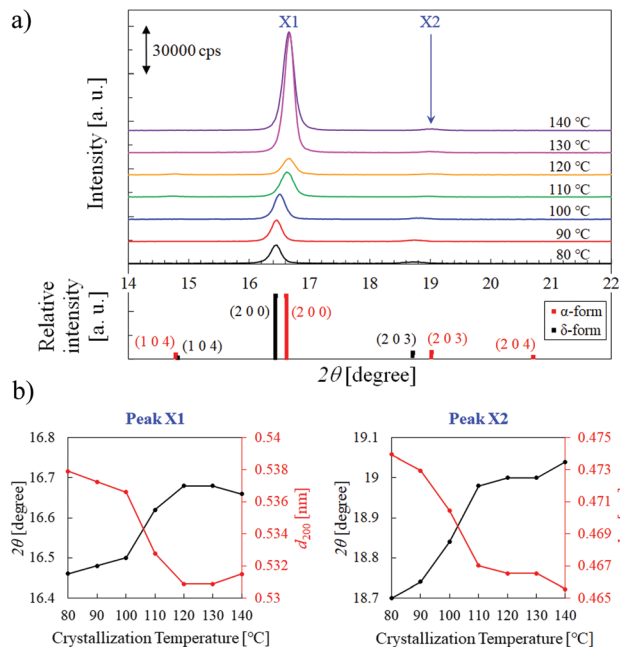 a)
X1
X2
30000 cps
Intensity [a. u.]
140 ℃
130 ℃
120 ℃
110 ℃
100 ℃
90 ℃
80 ℃
14 15 16 17 18 19 20 21 22
Relative intensity [a. u.]
(1 0 4)
(1 0 4)
(2 0 0)
(2 0 0)
(2 0 3)
(2 0 3)
(2 0 4)
α-form
δ-form
2θ [degree]
b)
Peak X1
16.8
16.7
16.6
16.5
16.4
2θ [degree]
0.54
0.538
0.536
0.534
0.531
0.53
d200 [nm]
80 90 100 110 120 130 140
Crystallization Temperature [℃]
Peak X2
19.1
19
18.9
18.8
18.7
2θ [degree]
0.475
0.473
0.471
0.469
0.467
0.465
80 90 100 110 120 130 140
Crystallization Temperature [℃]